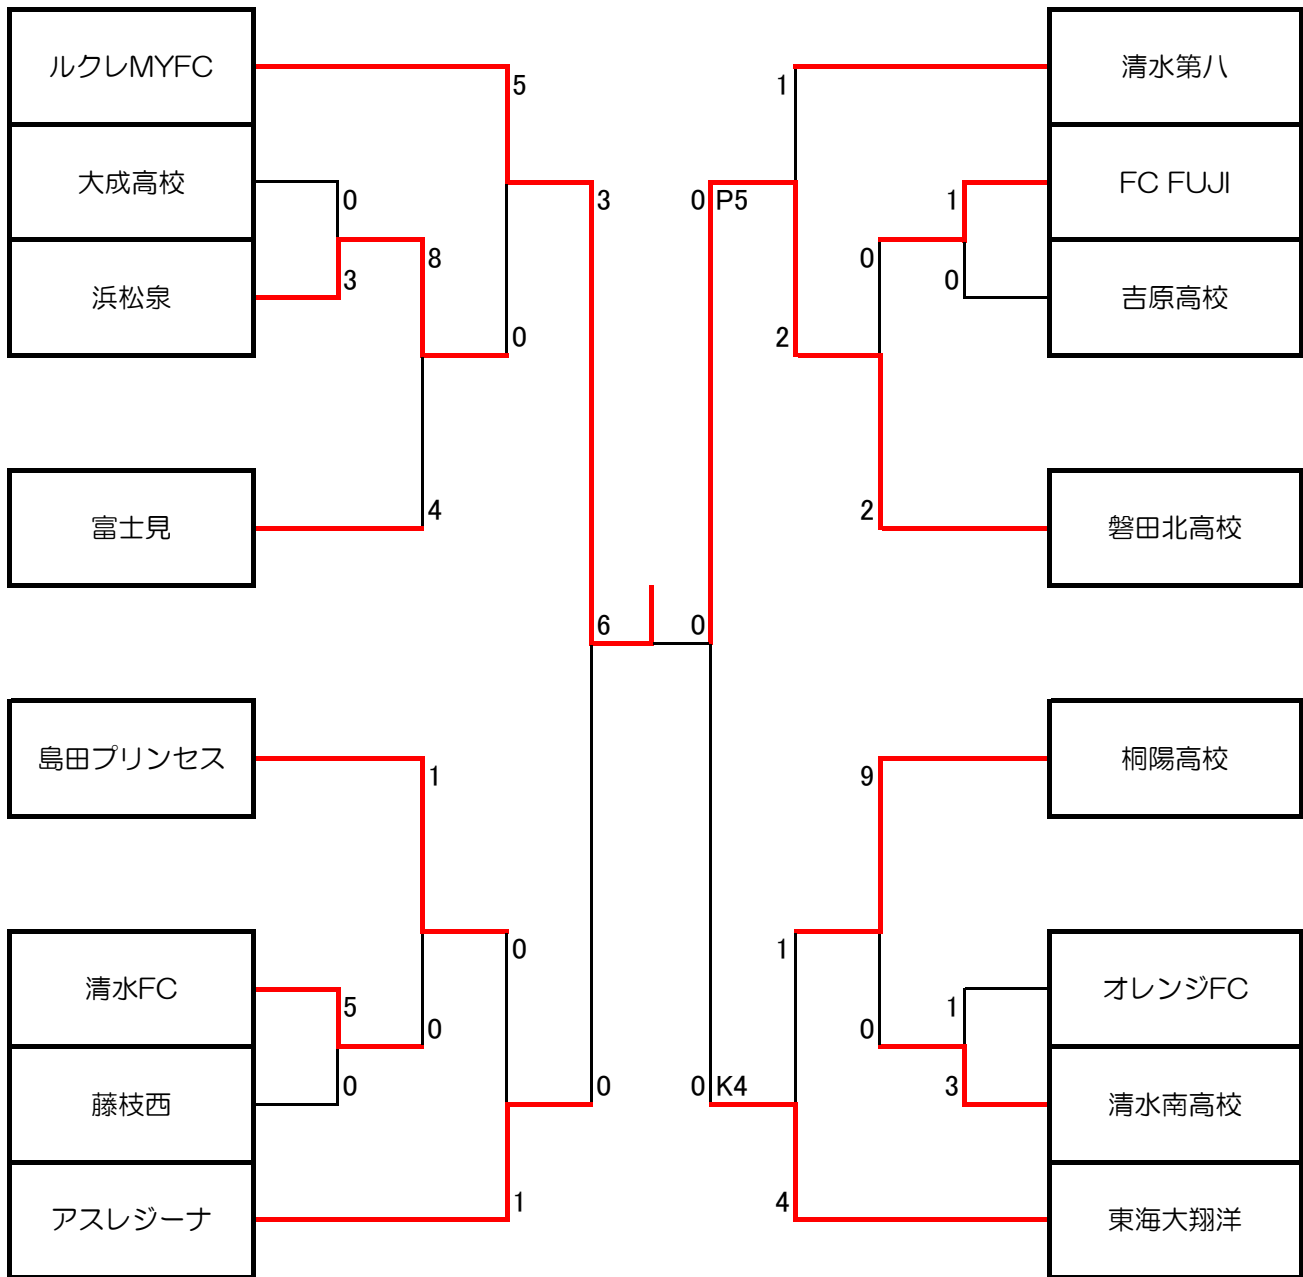 ルクレMYFC
大成高校
浜松泉
富士見
島田プリンセス
清水FC
藤枝西
アスレジーナ
5
0
3
8
0
4
3
6
1
0
5
0
0
1
0
1
0 P5
2
1
0
0
2
0
9
1
1
0
3
0 K4
4
清水第八
FC FUJI
吉原高校
磐田北高校
桐陽高校
オレンジFC
清水南高校
東海大翔洋